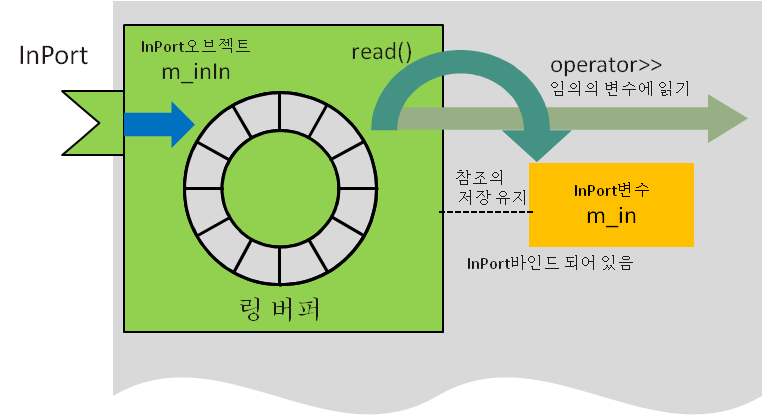 InPort
InPort오브젝트
m_inIn
read()
operator>>
임의의 변수에 읽기
참조의
저장 유지
InPort변수
m_in
InPort바인드 되어 있음
링 버퍼